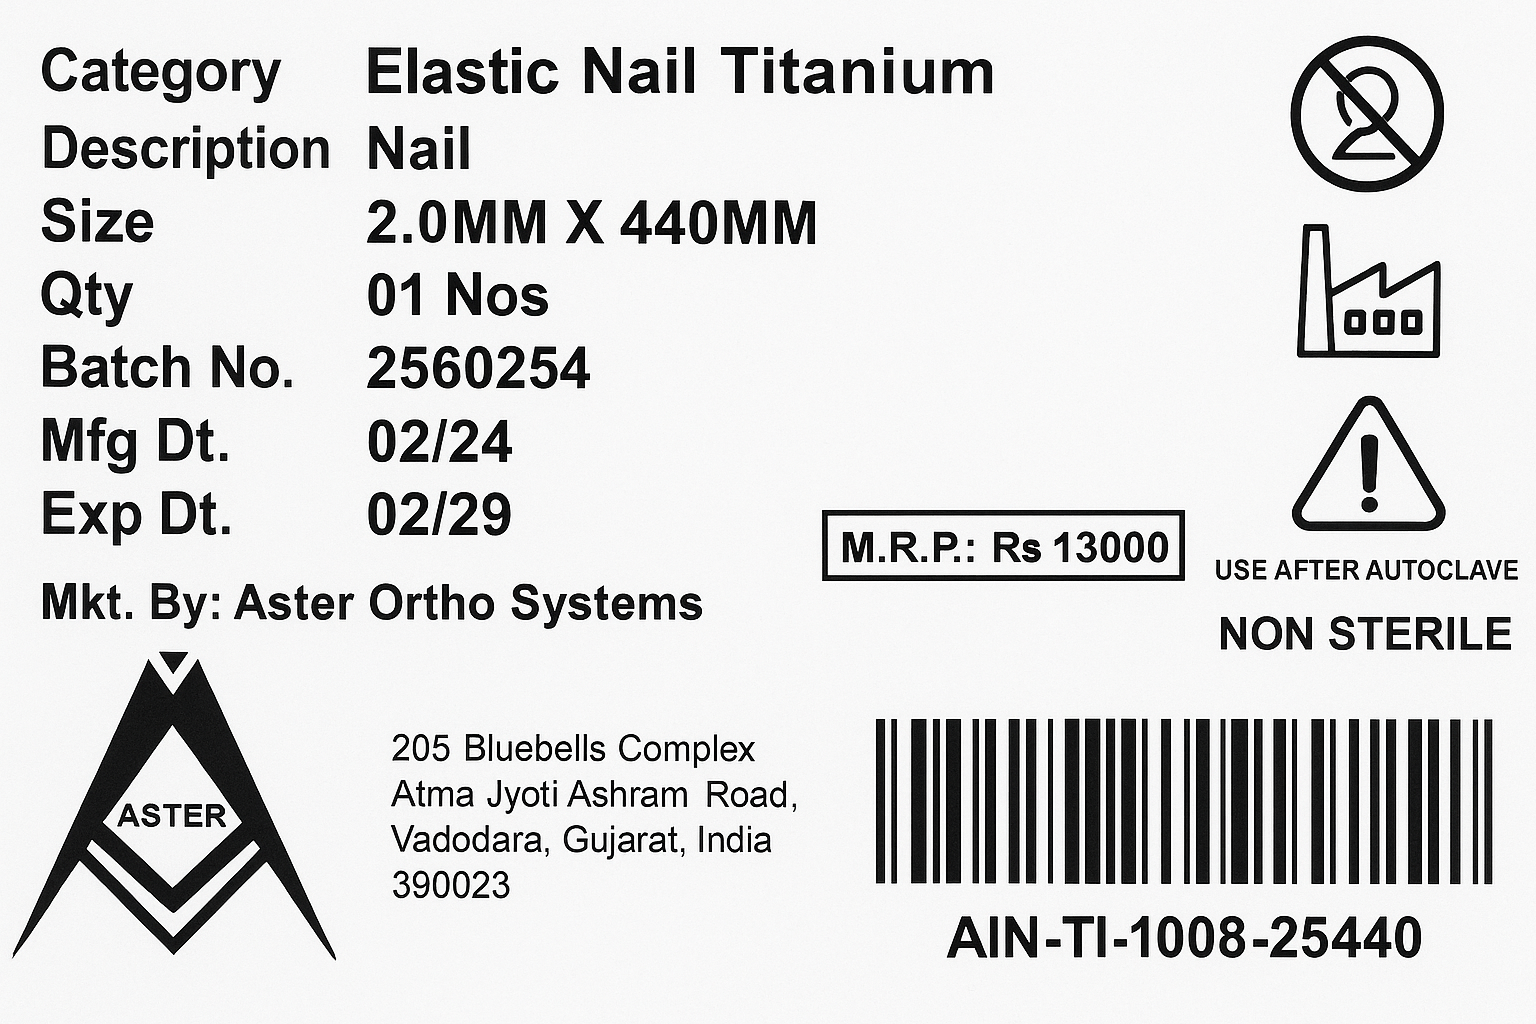 Category Elastic Nail Titanium
Description Nail
Size 2.0MM X 440MM
Qty 01 Nos
Batch No. 2560254
Mfg Dt. 02/24
Exp Dt. 02/29
M.R.P.: Rs 13000
USE AFTER AUTOCLAVE
NON STERILE
Mkt. By: Aster Ortho Systems
ASTER
205 Bluebells Complex
Atma Jyoti Ashram Road,
Vadodara, Gujarat, India
390023
AIN-TI-1008-25440